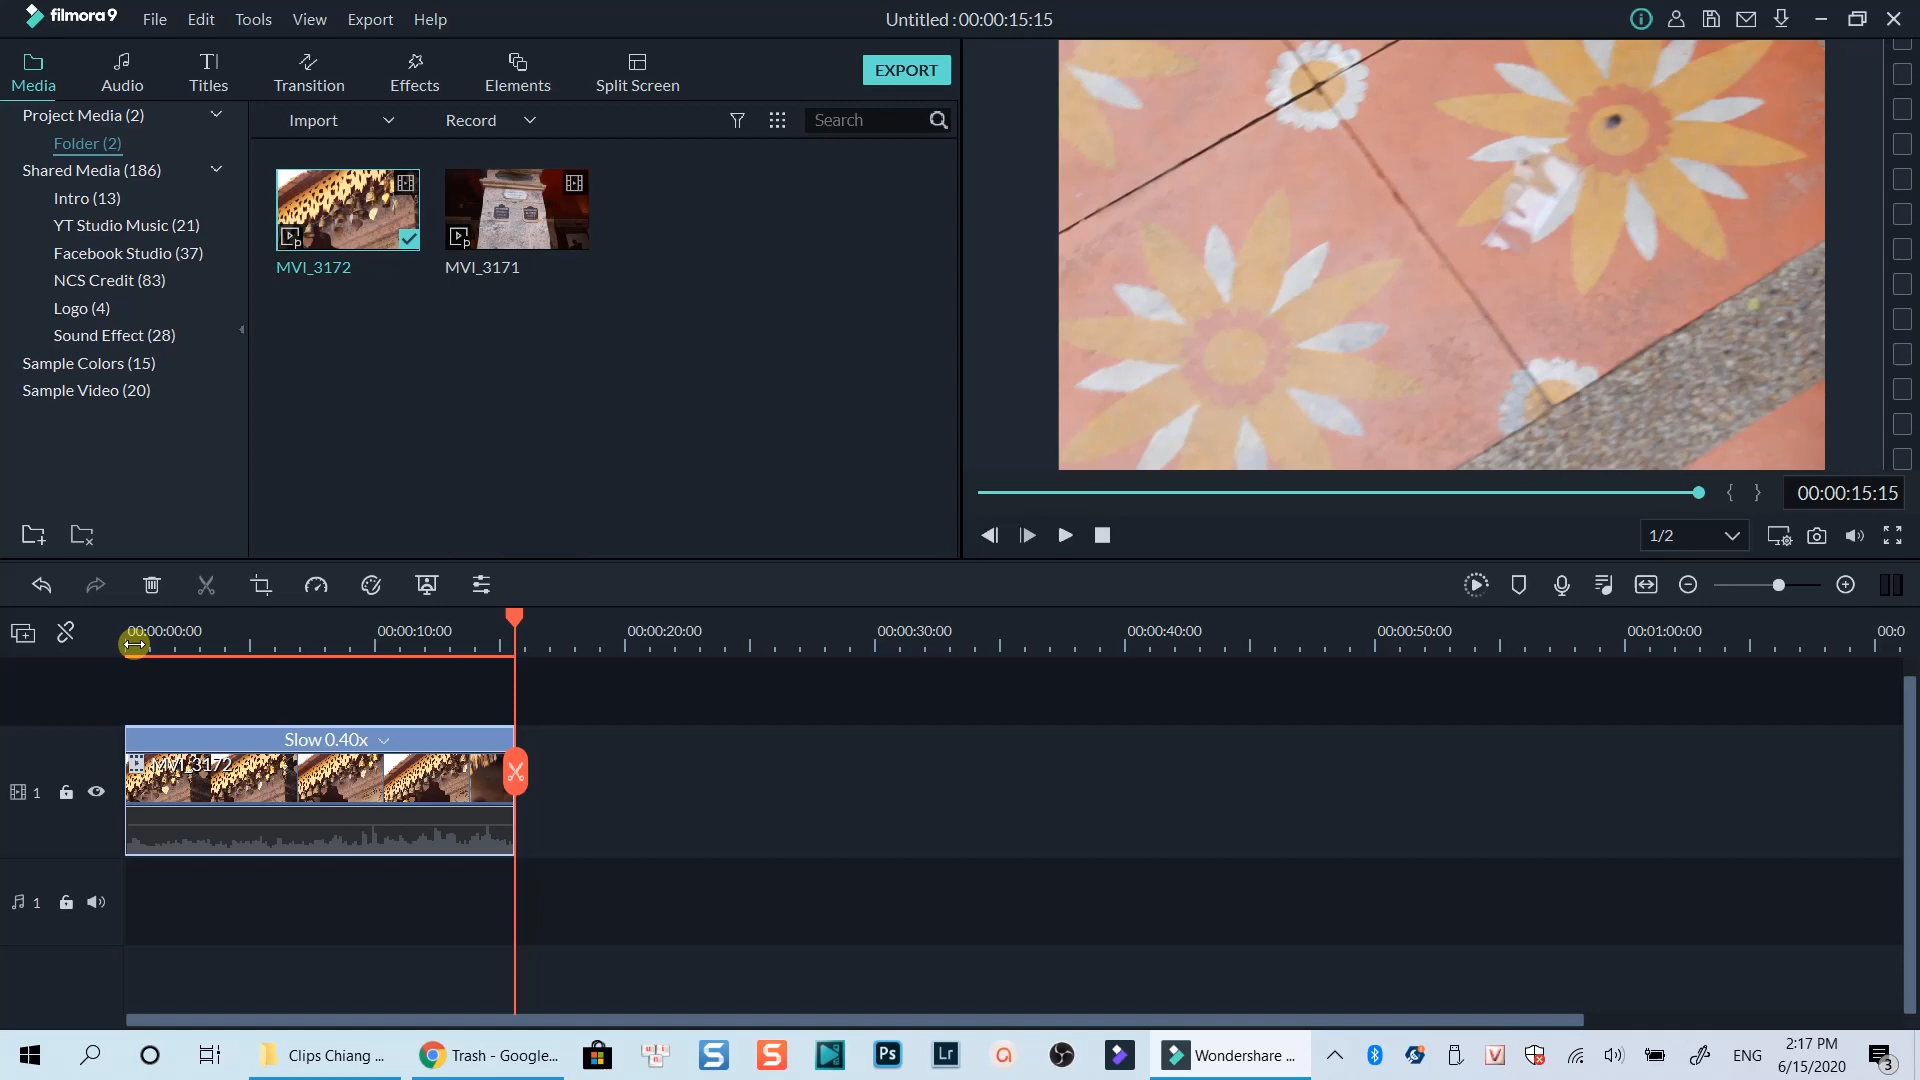 filmora9 File Edit Tools View Export Help Untitled : 00:00:15:15
Media Audio Titles Transition Effects Elements Split Screen EXPORT
Project Media (2) Import Record Search
Folder (2)
Shared Media (186)
Intro (13)
YT Studio Music (21)
Facebook Studio (37)
NCS Credit (83)
Logo (4)
Sound Effect (28)
Sample Colors (15)
Sample Video (20)
MVI_3172 MVI_3171
00:00:15:15
1/2
00:00:00:00 00:00:10:00 00:00:20:00 00:00:30:00 00:00:40:00 00:00:50:00 00:01:00:00 00:0
Slow 0.40x
MVI_3172
1
1
Clips Chiang ... Trash - Google... Ps Lr Wondershare ... ENG 2:17 PM
6/15/2020 3